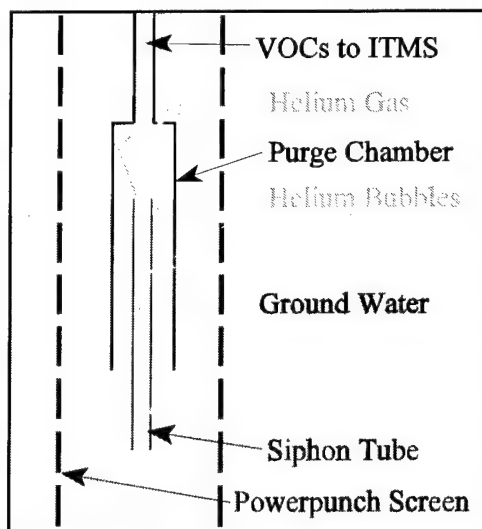 VOCs to ITMS
Helium Gas
Purge Chamber
Helium Bubbles
Ground Water
Siphon Tube
Powerpunch Screen